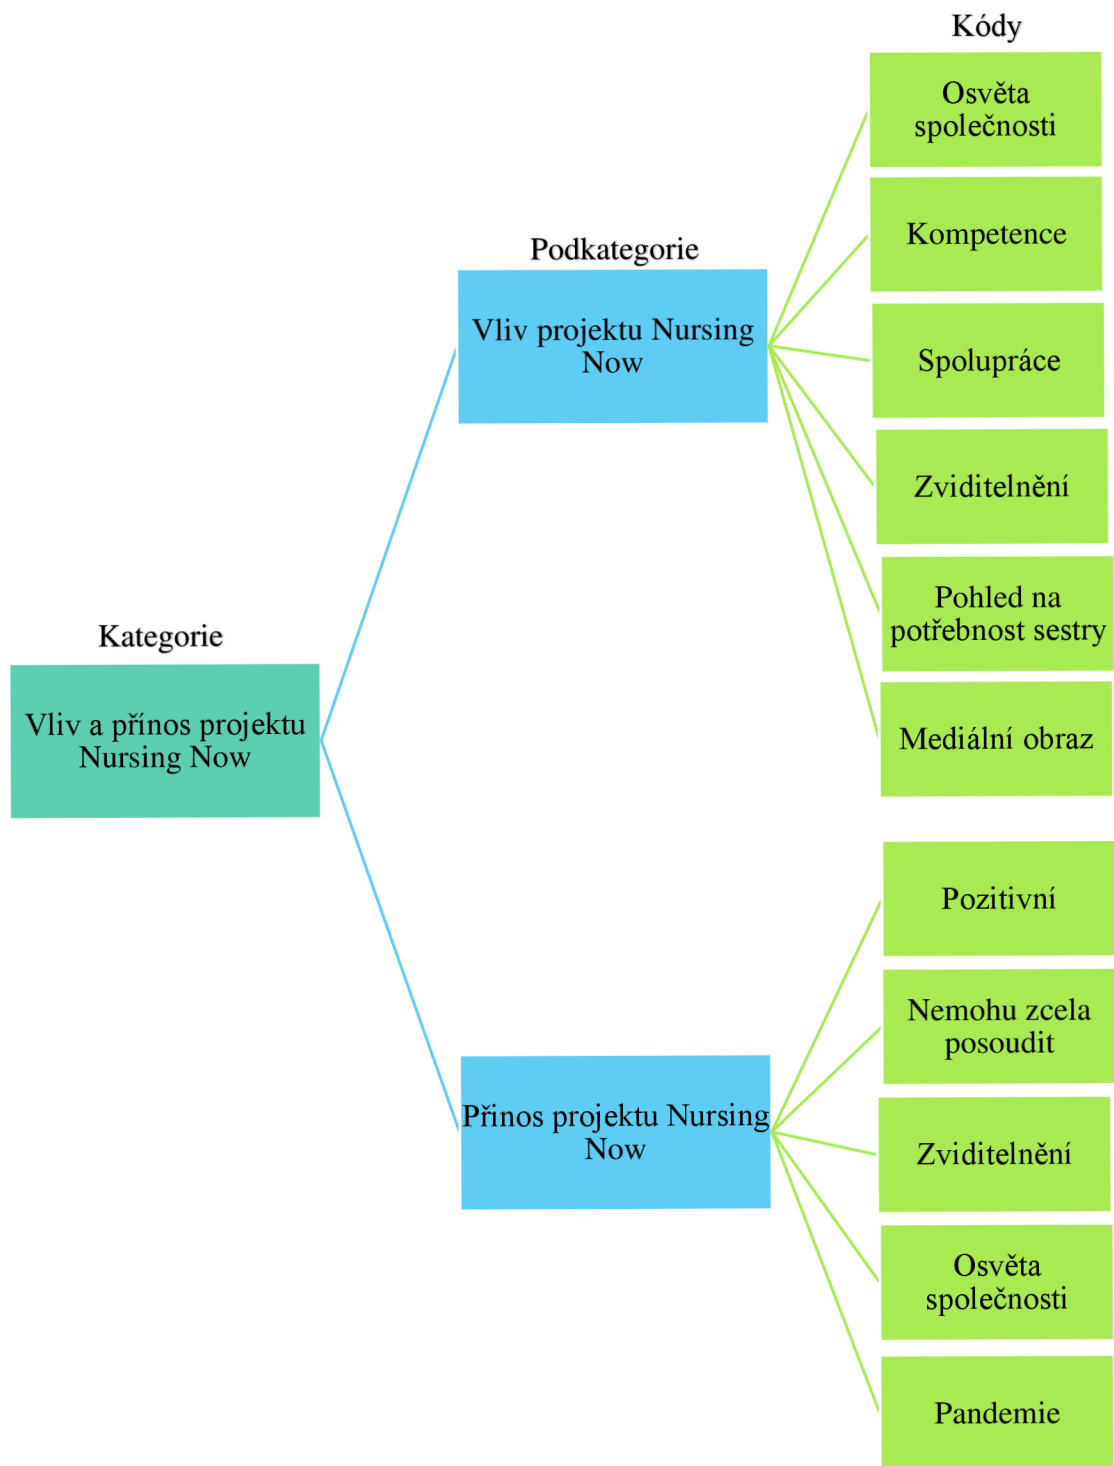 Kódy
Osvěta
společnosti
Kompetence
Podkategorie
Vliv projektu Nursing
Now
Spolupráce
Zviditelnění
Pohled na
potřebnost sestry
Kategorie
Vliv a přínos projektu
Nursing Now
Mediální obraz
Pozitivní
Nemohu zcela
posoudit
Přinos projektu Nursing
Now
Zviditelnění
Osvěta
společnosti
Pandemie